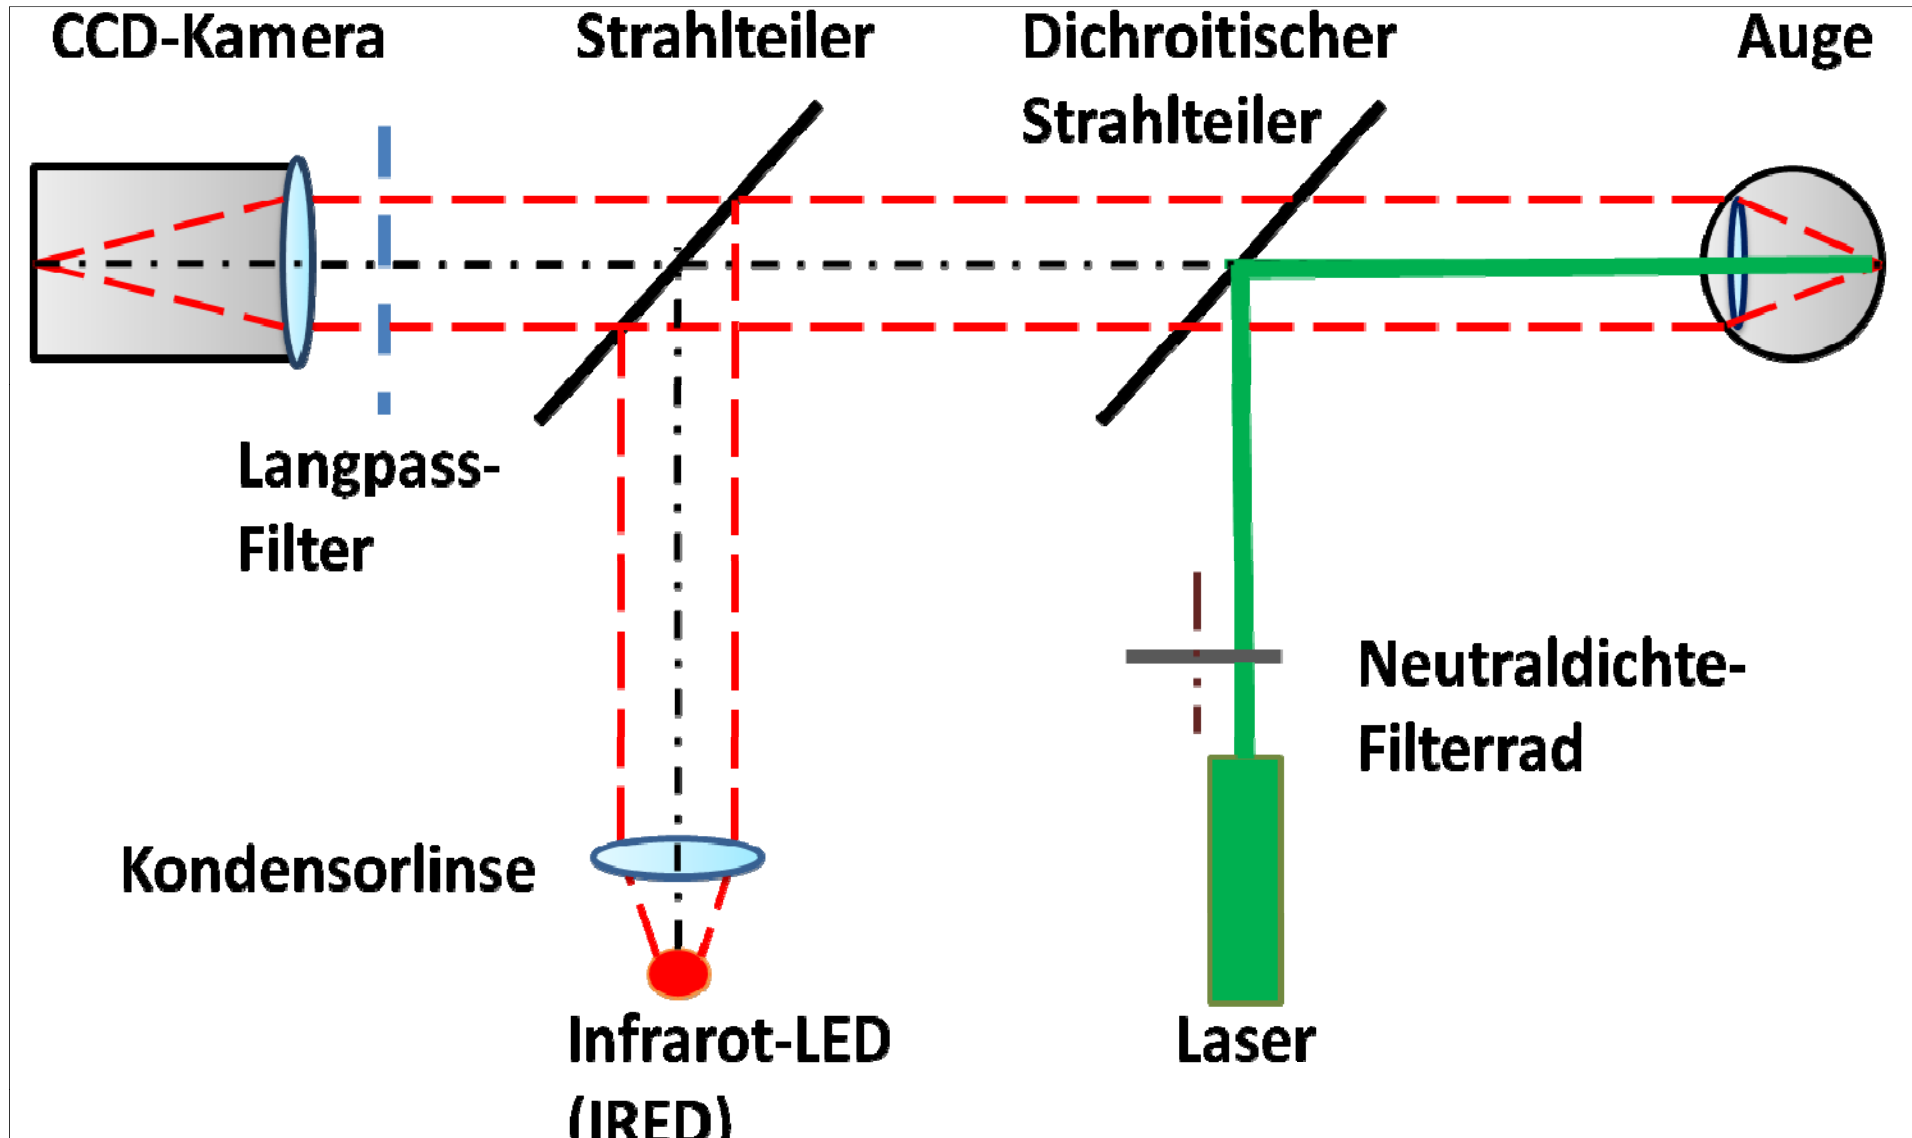 CCD-Kamera
Strahlteiler
Dichroitischer
Strahlteiler
Auge
Langpass-
Filter
Neutraldichte-
Filterrad
Kondensorlinse
Infrarot-LED
(IRED)
Laser